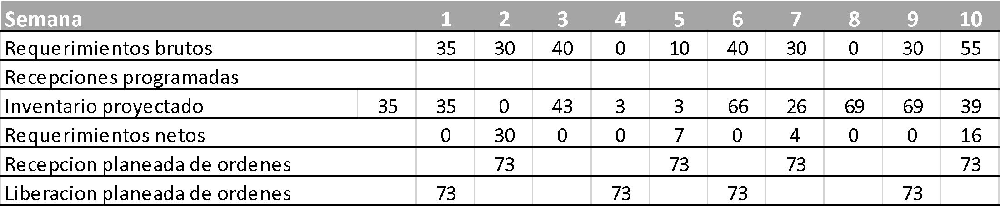 Semana 1 2 3 4 5 6 7 8 9 10
Requerimientos brutos 35 30 40 0 10 40 30 0 30 55
Recepciones programadas
Inventario proyectado 35 35 0 43 3 3 66 26 69 69 39
Requerimientos netos 0 30 0 0 7 0 4 0 0 16
Recepcion planeada de ordenes 73 73 73 73
Liberacion planeada de ordenes 73 73 73 73